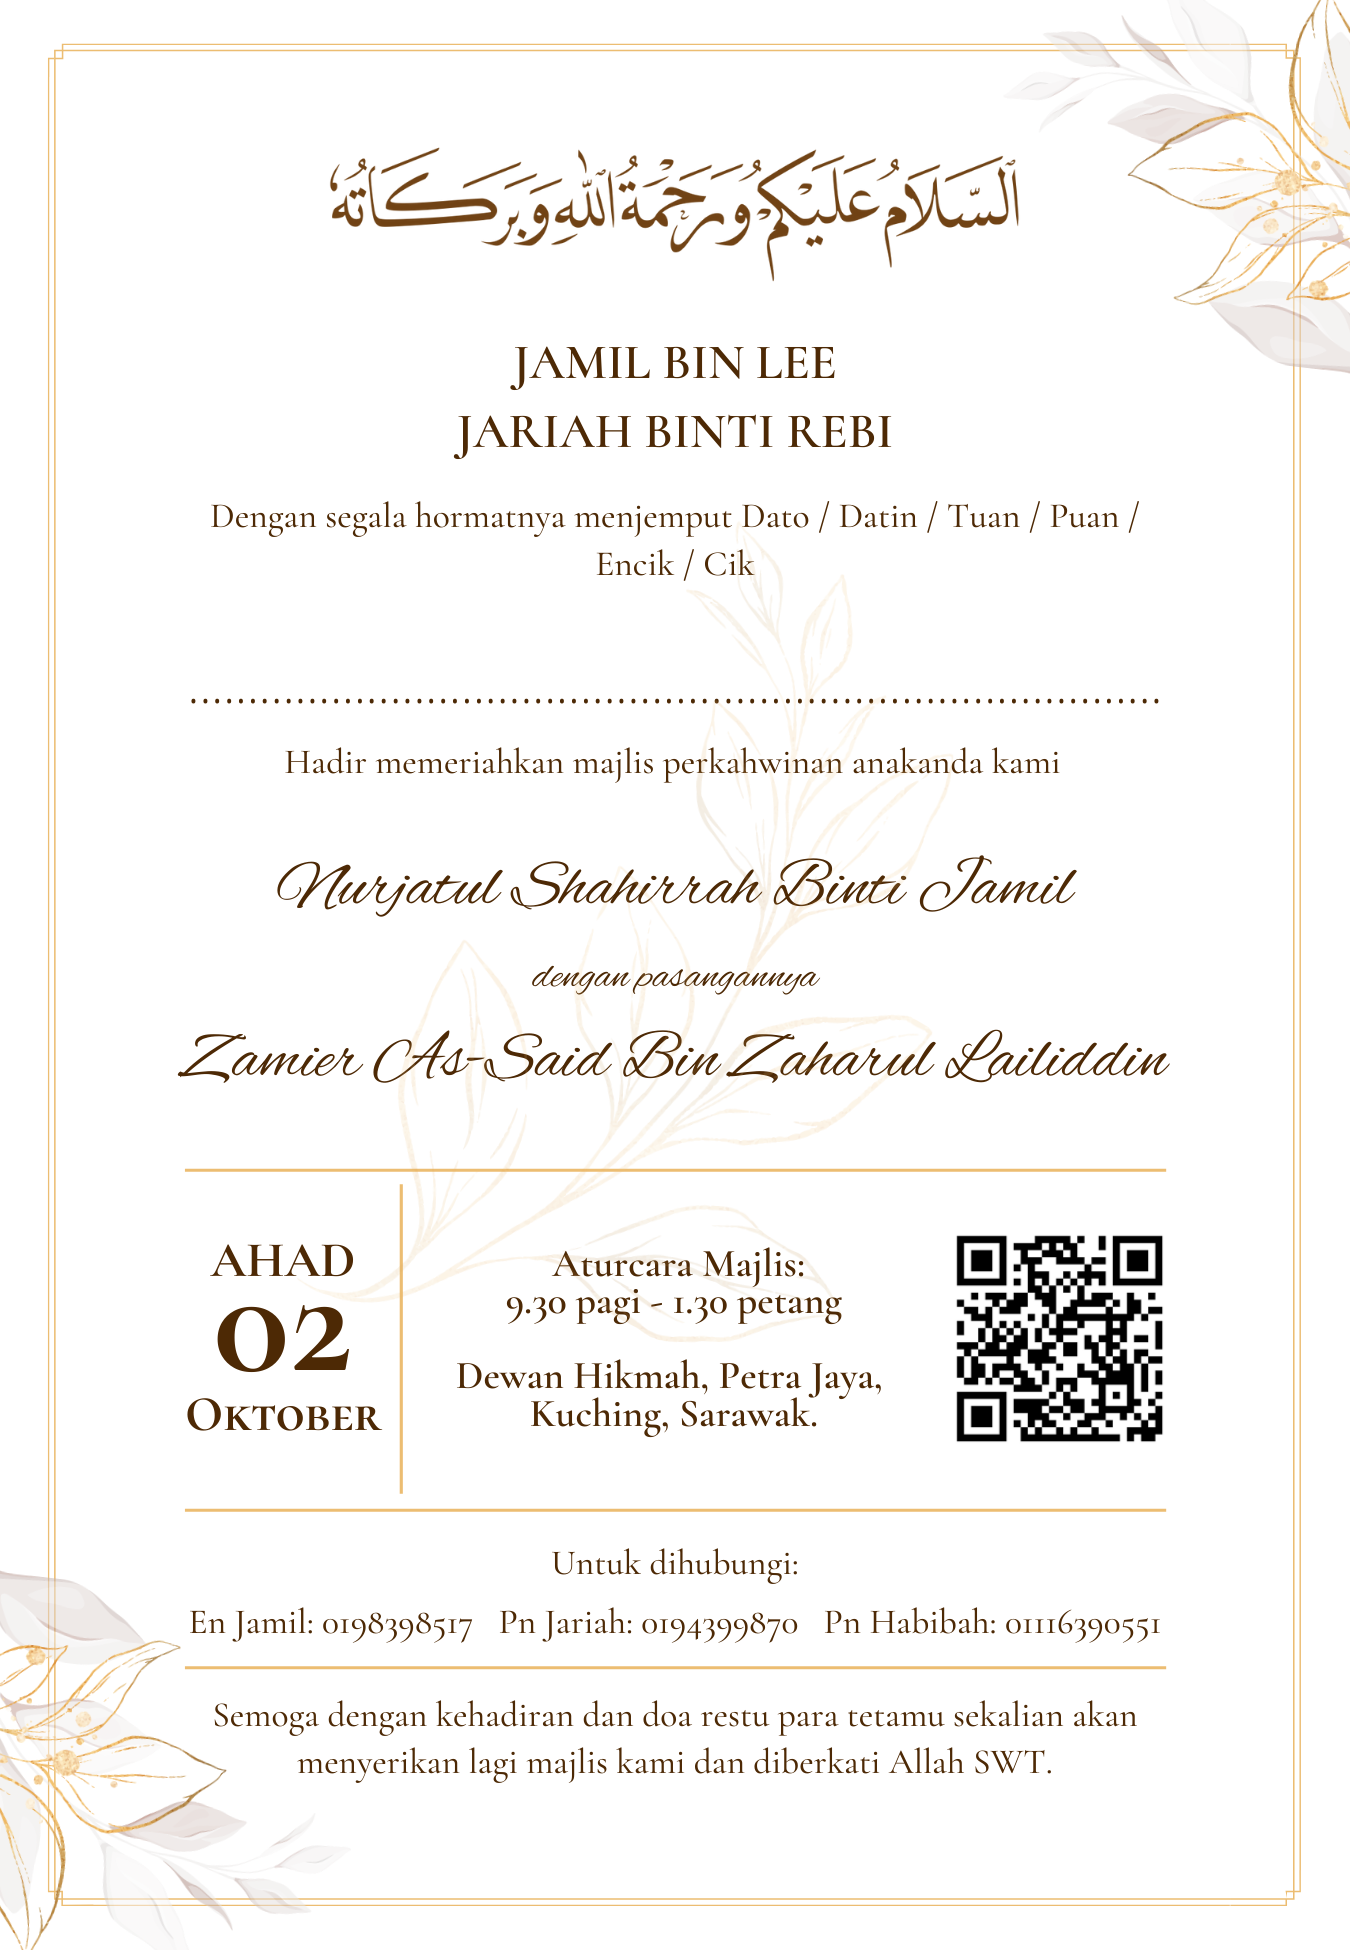 السَّلَامُ عَلَيْكُمْ وَرَحْمَةُ اللهِ وَبَرَكَاتُهُ
JAMIL BIN LEE
JARIAH BINTI REBI
Dengan segala hormatnya menjemput Dato / Datin / Tuan / Puan /
Encik / Cik
Hadir memeriahkan majlis perkahwinan anakanda kami
Nurjatul Shahirrah Binti Jamil
dengan pasangannya
Zamier As-Said Bin Zaharul Lailiddin
AHAD
02
Oktober
Aturcara Majlis:
9.30 pagi - 1.30 petang
Dewan Hikmah, Petra Jaya,
Kuching, Sarawak.
Untuk dihubungi:
En Jamil: 0198398517 Pn Jariah: 0194399870 Pn Habibah: 01116390551
Semoga dengan kehadiran dan doa restu para tetamu sekalian akan
menyerikan lagi majlis kami dan diberkati Allah SWT.